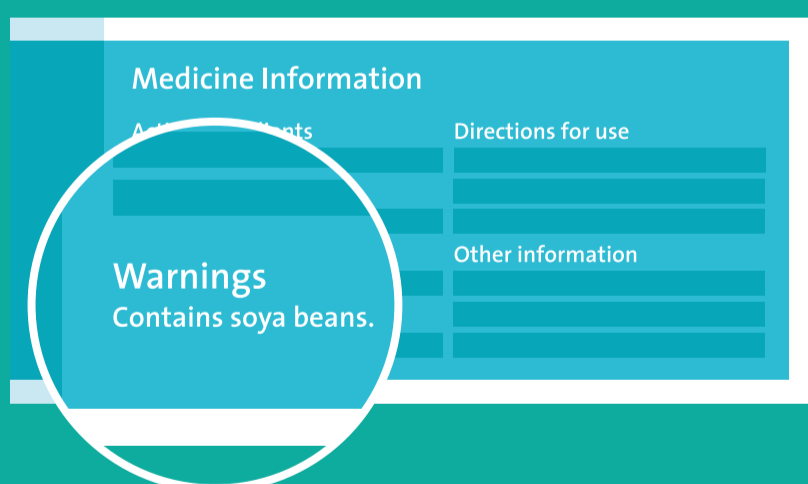 Medicine Information
Directions for use
Other information
Warnings
Contains soya beans.